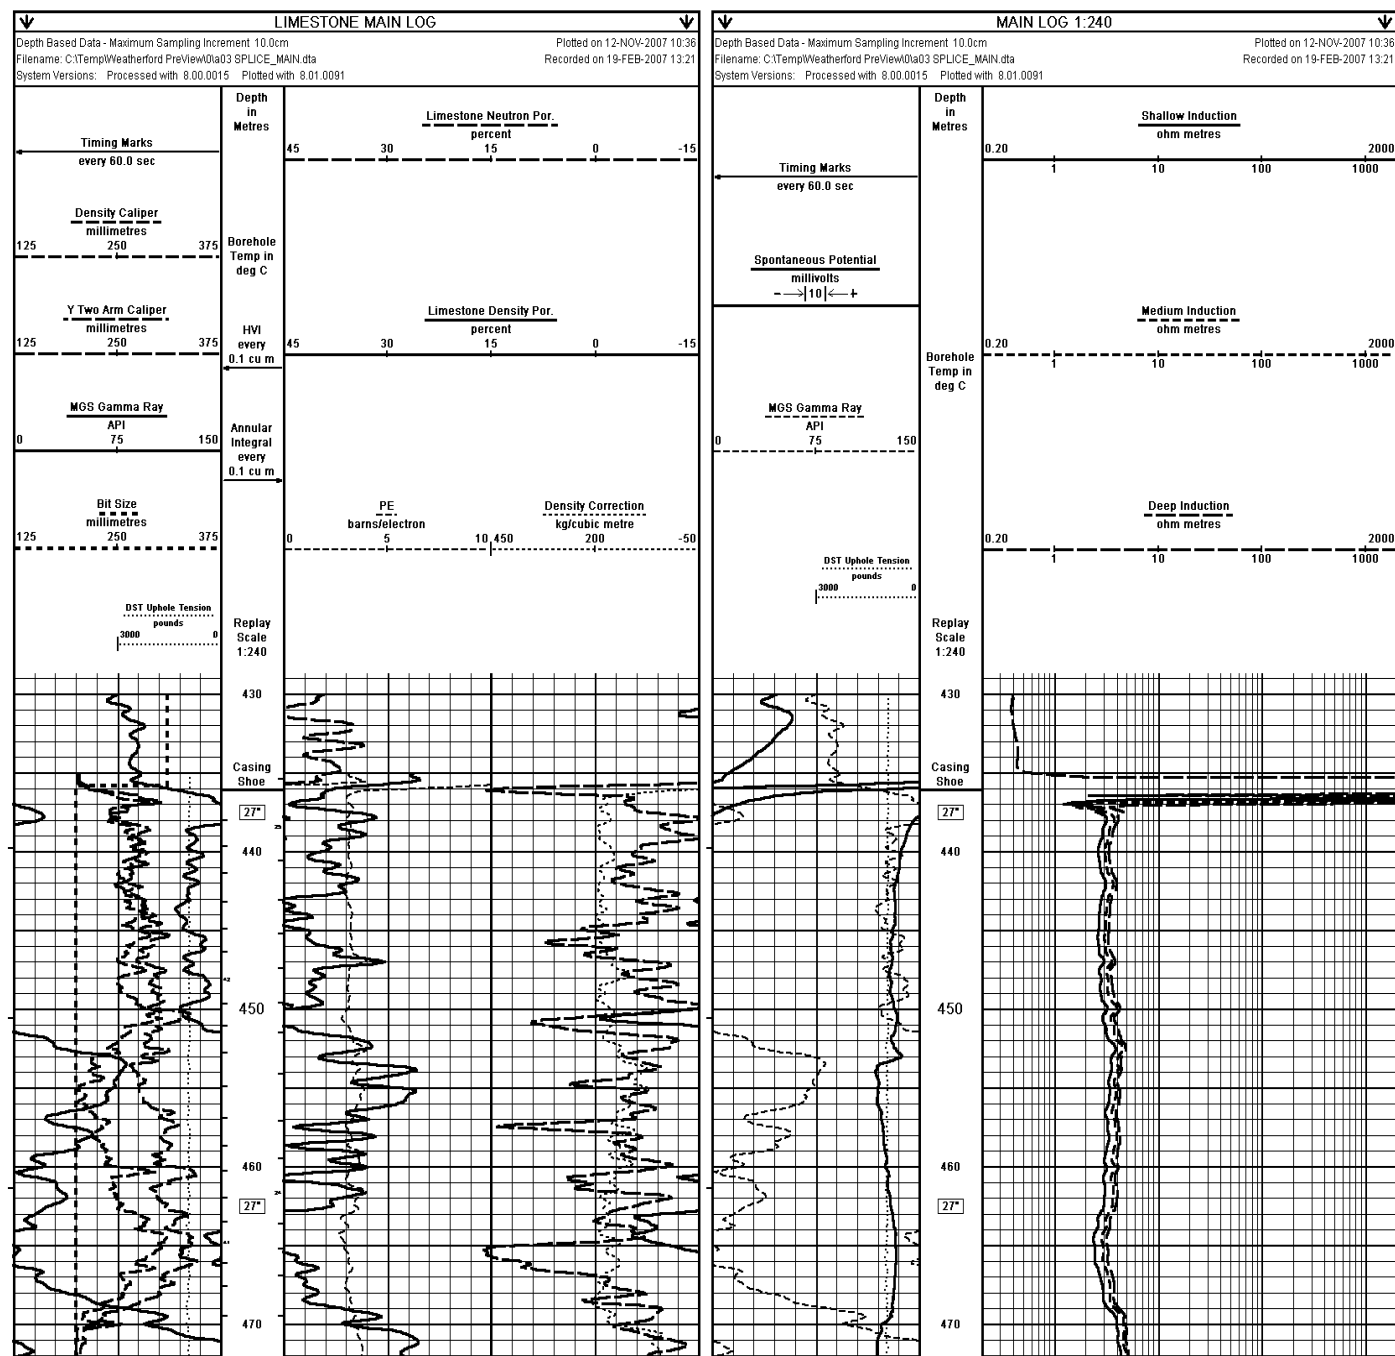 LIMESTONE MAIN LOG
Depth Based Data - Maximum Sampling Increment 10.0cm
Plotted on 12-NOV-2007 10:36
Filename: C:\Temp\Weatherford PreView\0\a03 SPLICE_MAIN.dta
Recorded on 19-FEB-2007 13:21
System Versions: Processed with 8.00.0015 Plotted with 8.01.0091
Timing Marks
every 60.0 sec
Density Caliper
millimetres
125 250 375
Y Two Arm Caliper
millimetres
125 250 375
MGS Gamma Ray
API
0 75 150
Bit Size
millimetres
125 250 375
DST Uphole Tension
pounds
3000 0
Depth
in
Metres
Borehole
Temp in
deg C
HVI
every
0.1 cu m
Annular
Integral
every
0.1 cu m
Replay
Scale
1:240
Limestone Neutron Por.
percent
45 30 15 0 -15
Limestone Density Por.
percent
45 30 15 0 -15
PE
barns/electron
0 5 10
Density Correction
kg/cubic metre
450 200 -50
430
Casing
Shoe
27°
440
450
460
27°
470
MAIN LOG 1:240
Depth Based Data - Maximum Sampling Increment 10.0cm
Plotted on 12-NOV-2007 10:36
Filename: C:\Temp\Weatherford PreView\0\a03 SPLICE_MAIN.dta
Recorded on 19-FEB-2007 13:21
System Versions: Processed with 8.00.0015 Plotted with 8.01.0091
Timing Marks
every 60.0 sec
Spontaneous Potential
millivolts
- →|10|← +
MGS Gamma Ray
API
0 75 150
DST Uphole Tension
pounds
3000 0
Depth
in
Metres
Borehole
Temp in
deg C
Replay
Scale
1:240
Shallow Induction
ohm metres
0.20 2000
1 10 100 1000
Medium Induction
ohm metres
0.20 2000
1 10 100 1000
Deep Induction
ohm metres
0.20 2000
1 10 100 1000
430
Casing
Shoe
27°
440
450
460
27°
470